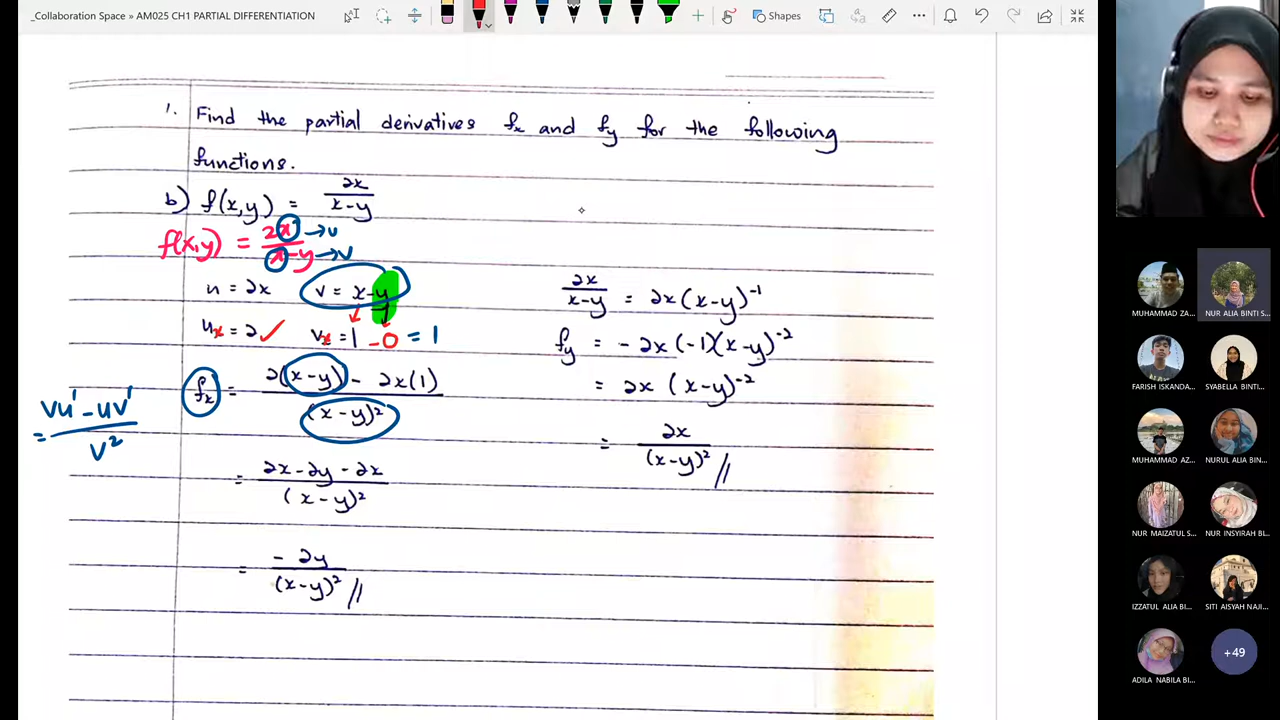 _Collaboration Space > AM025 CH1 PARTIAL DIFFERENTIATION
Shapes
1. Find the partial derivatives fx and fy for the following
functions.
b) f(x,y) = 2x/(x-y)
f(x,y) = 2x/(x-y) →u →v
u = 2x v = x-y
ux = 2 ✓ vx = 1 -0 = 1
fx = (2(x-y) - 2x(1))/(x-y)²
= (vu' - uv')/v²
= (2x-2y-2x)/(x-y)²
= -2y/(x-y)² //
2x/(x-y) = 2x(x-y)⁻¹
fy = -2x(-1)(x-y)⁻²
= 2x (x-y)⁻²
= 2x/(x-y)² //
MUHAMMAD ZA...
NUR ALIA BINTI S...
FARISH ISKANDA...
SYABELLA BINTI...
MUHAMMAD AZ...
NURUL ALIA BIN...
NUR MAIZATUL S...
NUR INSYIRAH BI...
IZZATUL ALIA BI...
SITI AISYAH NAJI...
ADILA NABILA BI...
+49